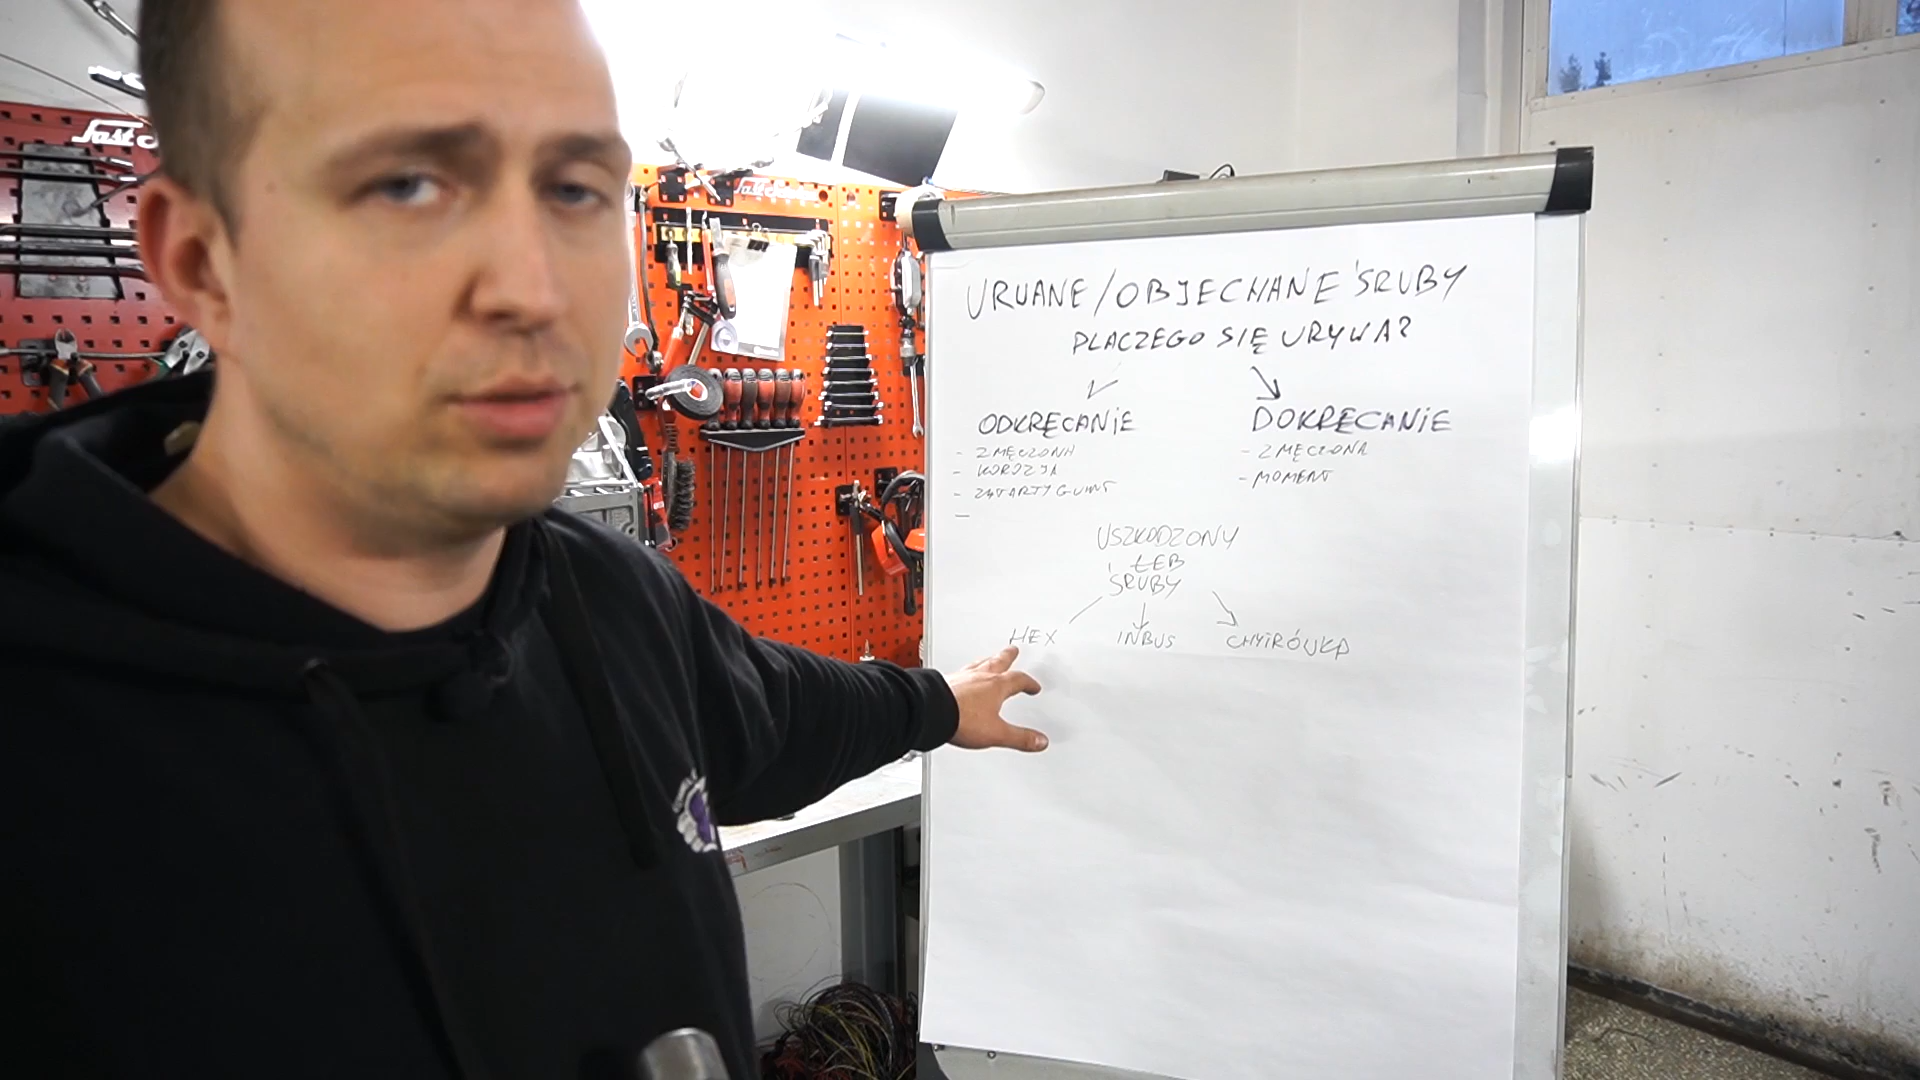 URWANE/OBJECHANE ŚRUBY
DLACZEGO SIĘ URYWA?
ODKRĘCANIE
- ZMĘCZONA
- KOROZJA
- ZATARTY GWINT
-
DOKRĘCANIE
- ZMĘCZONA
- MOMENT
USZKODZONY
ŁEB
ŚRUBY
HEX
INBUS
CHWYTRÓWKA